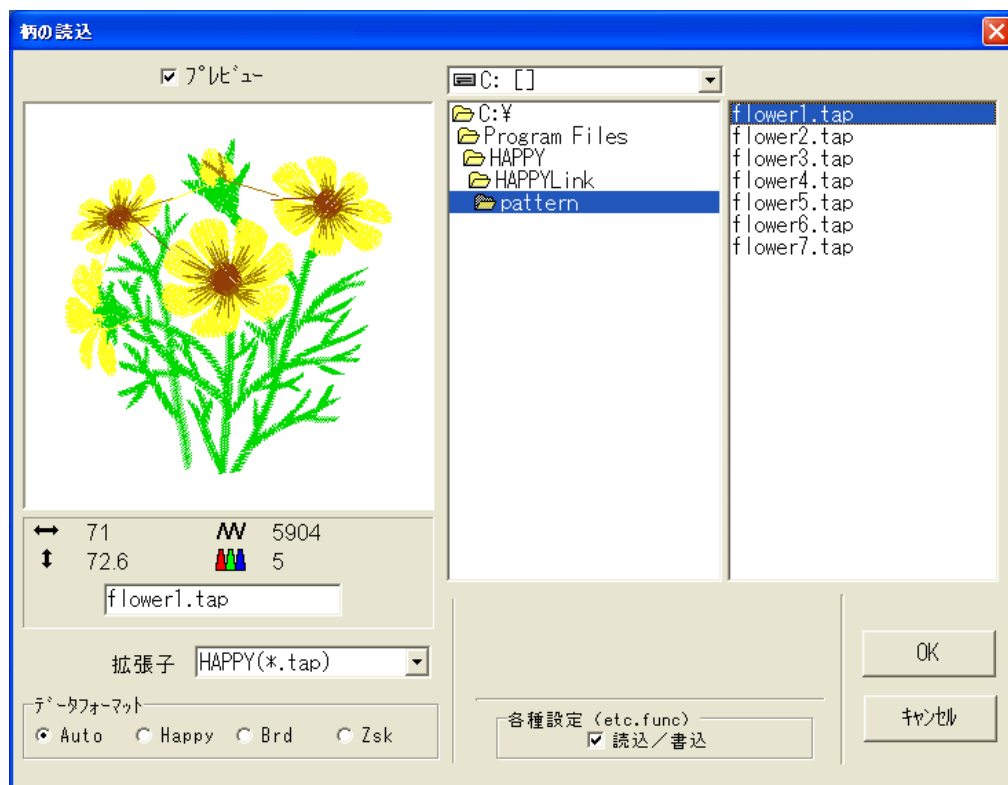 柄の読込
プレビュー
C: []
C:¥
Program Files
HAPPY
HAPPYLink
pattern
flower1.tap
flower2.tap
flower3.tap
flower4.tap
flower5.tap
flower6.tap
flower7.tap
71 5904
72.6 5
flower1.tap
拡張子 HAPPY(*.tap)
データフォーマット
Auto Happy Brd Zsk
各種設定 (etc.func)
読込/書込
OK
キャンセル